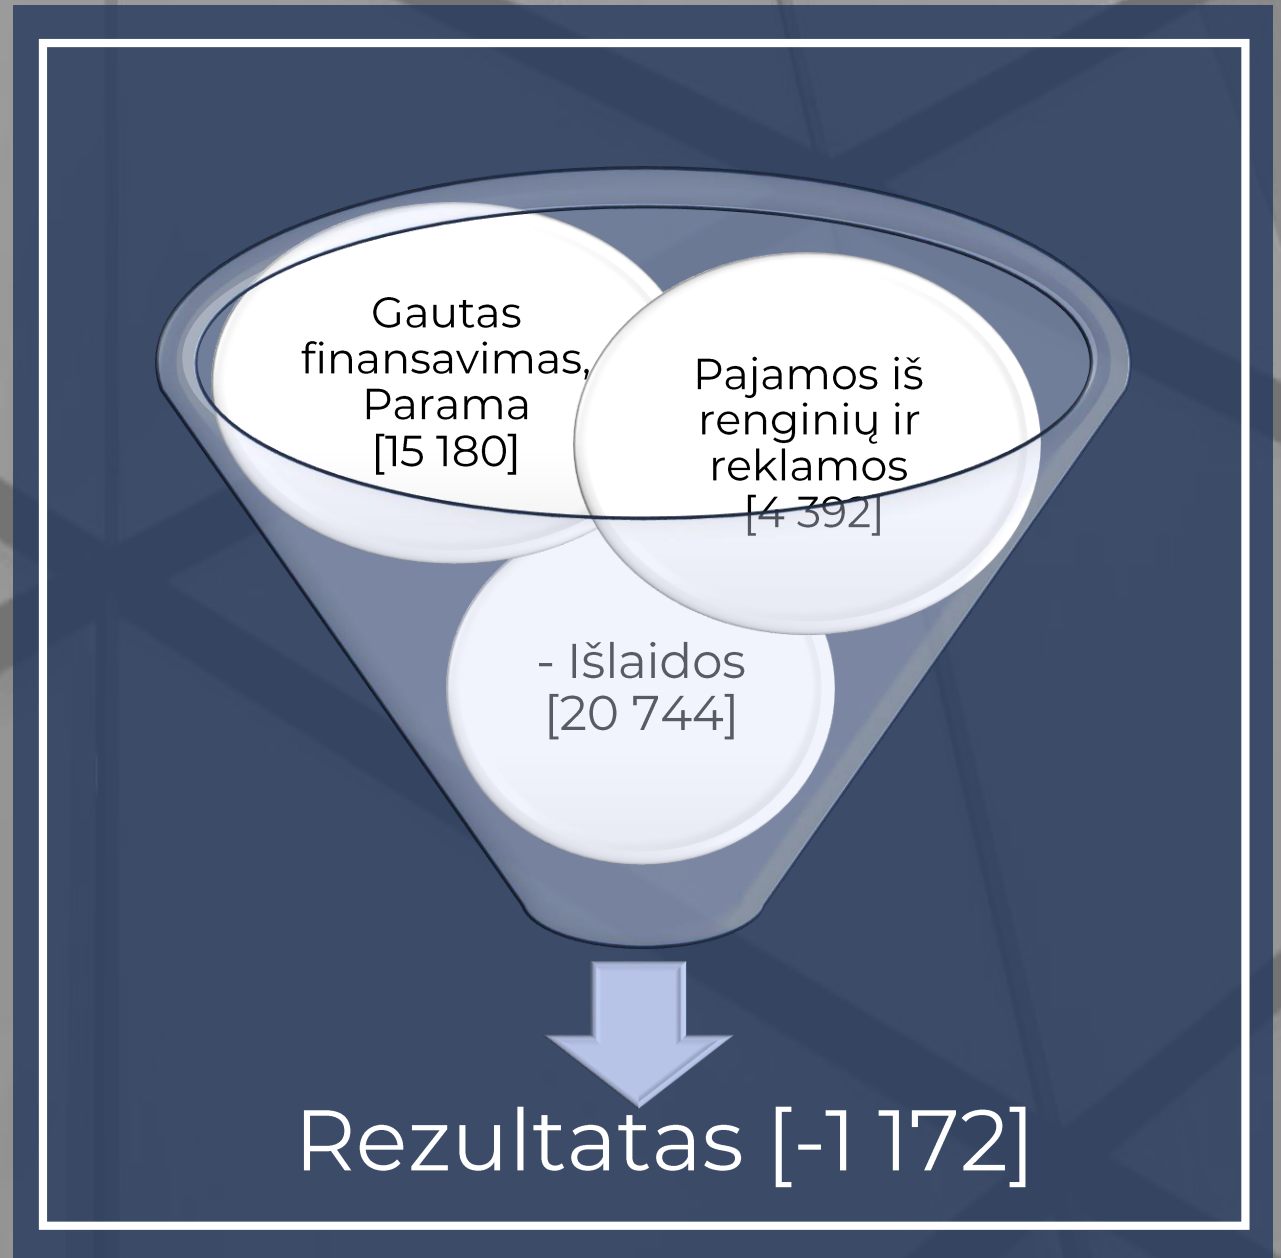 Gautas
finansavimas,
Parama
[15 180]
Pajamos iš
renginių ir
reklamos
[4 392]
- Išlaidos
[20 744]
Rezultatas [-1 172]